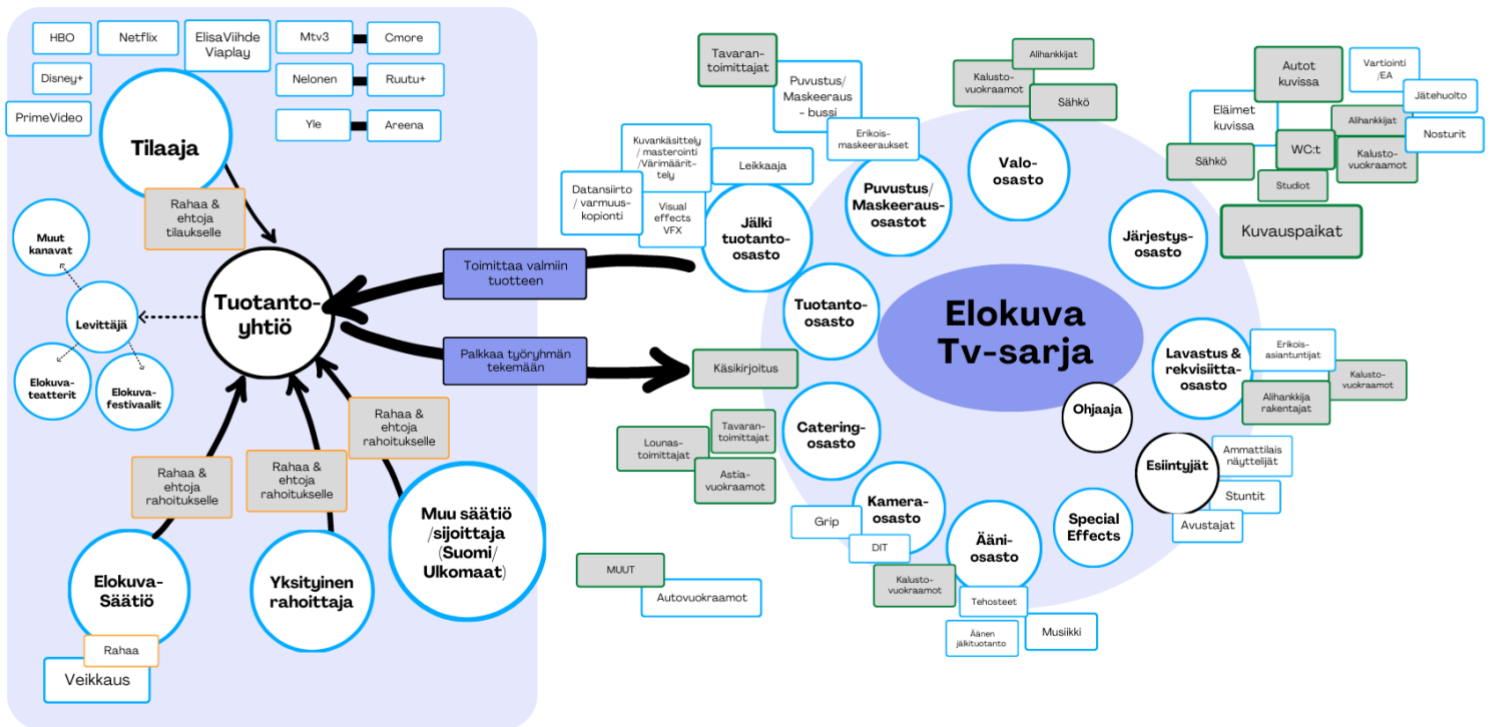 HBO
Netflix
ElisaViihde
Viaplay
Mtv3
Cmore
Disney+
Nelonen
Ruutu+
PrimeVideo
Yle
Areena
Tilaaja
Rahaa &
ehtoja
tilaukselle
Muut
kanavat
Levittäjä
Elokuva-
teatterit
Elokuva-
festivaalit
Tuotanto-
yhtiö
Toimittaa valmiin
tuotteen
Palkkaa työryhmän
tekemään
Rahaa &
ehtoja
rahoitukselle
Rahaa &
ehtoja
rahoitukselle
Rahaa &
ehtoja
rahoitukselle
Elokuva-
Säätiö
Rahaa
Veikkaus
Yksityinen
rahoittaja
Muu säätiö
/sijoittaja
(Suomi/
Ulkomaat)
Tavaran-
toimittajat
Puvustus/
Maskeeraus
- bussi
Erikois-
maskeeraukset
Puvustus/
Maskeeraus-
osastot
Kuvankäsittely
/ masterointi
/Värimäärit-
tely
Leikkaaja
Datansiirto
/ varmuus-
kopionti
Visual
effects
VFX
Jälki
tuotanto-
osasto
Alihankkijat
Kalusto-
vuokraamot
Sähkö
Valo-
osasto
Autot
kuvissa
Vartiointi
/EA
Jätehuolto
Eläimet
kuvissa
Alihankkijat
Nosturit
WC:t
Kalusto-
vuokraamot
Sähkö
Studiot
Kuvauspaikat
Järjestys-
osasto
Tuotanto-
osasto
Elokuva
Tv-sarja
Käsikirjoitus
Lavastus &
rekvisiitta-
osasto
Erikois-
asiantuntijat
Kalusto-
vuokraamot
Alihankkija
rakentajat
Ohjaaja
Catering-
osasto
Tavaran-
toimittajat
Lounas-
toimittajat
Astia-
vuokraamot
Esiintyjät
Ammattilais
näyttelijät
Stuntit
Avustajat
Kamera-
osasto
Grip
DIT
Kalusto-
vuokraamot
Ääni-
osasto
Tehosteet
Äänen
jälkituotanto
Musiikki
Special
Effects
MUUT
Autovuokraamot